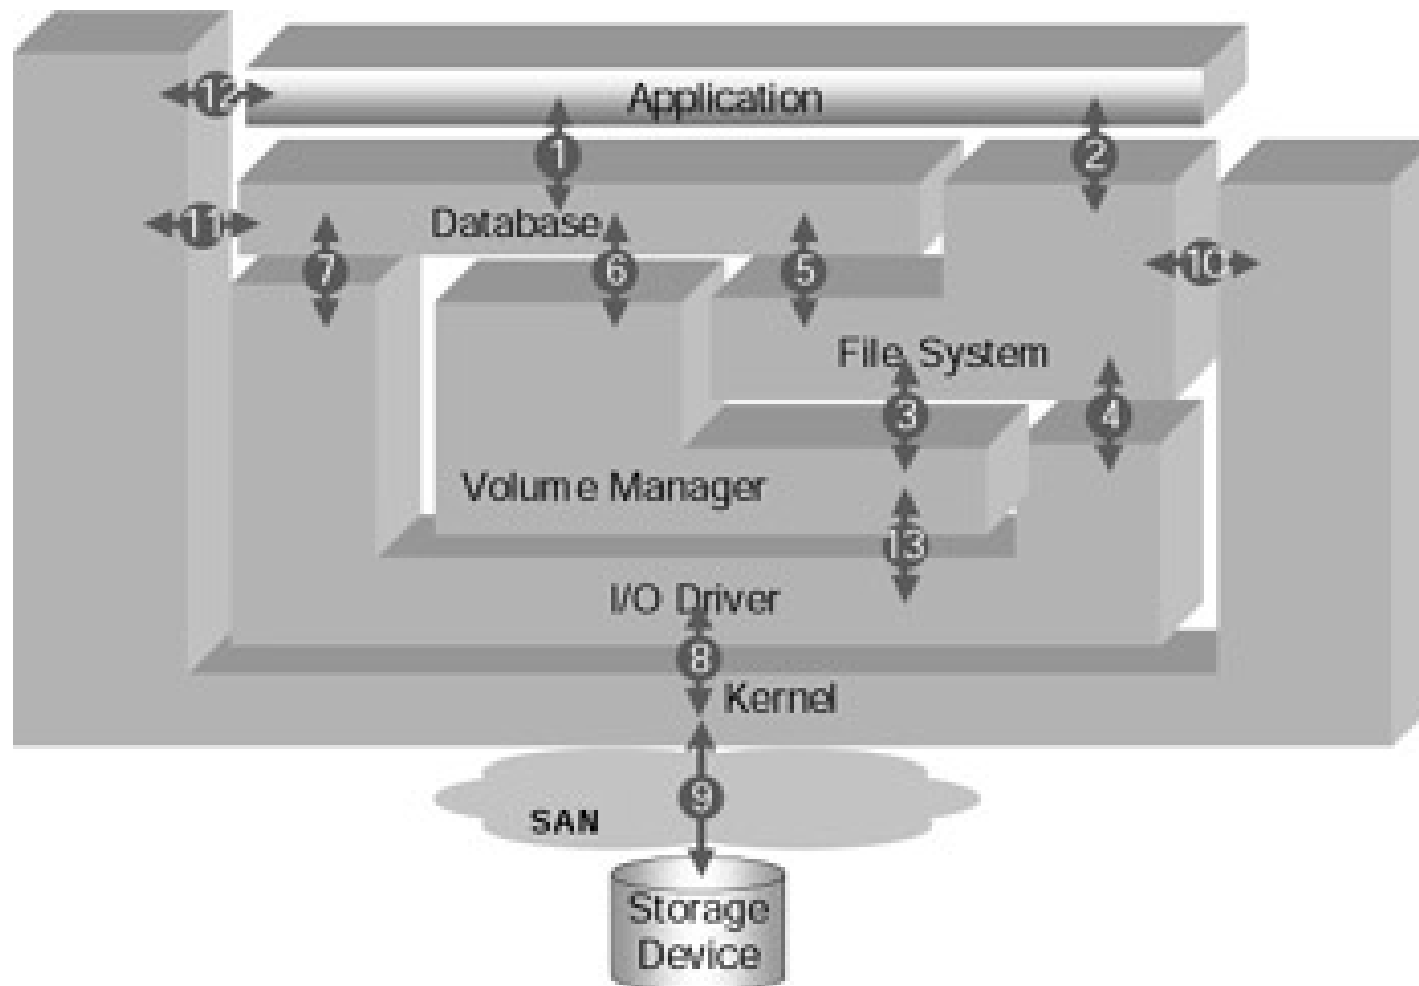 12
Application
1
2
11
Database
7
6
5
10
File System
3
4
Volume Manager
13
I/O Driver
8
Kernel
9
SAN
Storage
Device